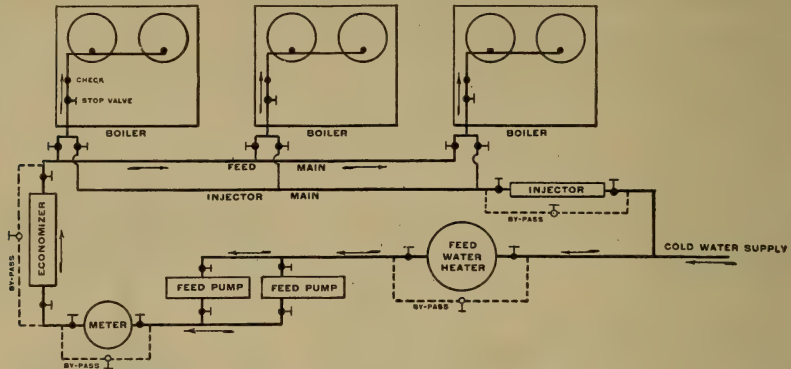 CHECK
STOP VALVE
BOILER
BOILER
BOILER
FEED MAIN
INJECTOR MAIN
INJECTOR
BY-PASS
ECONOMIZER
BY-PASS
FEED WATER HEATER
COLD WATER SUPPLY
FEED PUMP
FEED PUMP
BY-PASS
METER
BY-PASS